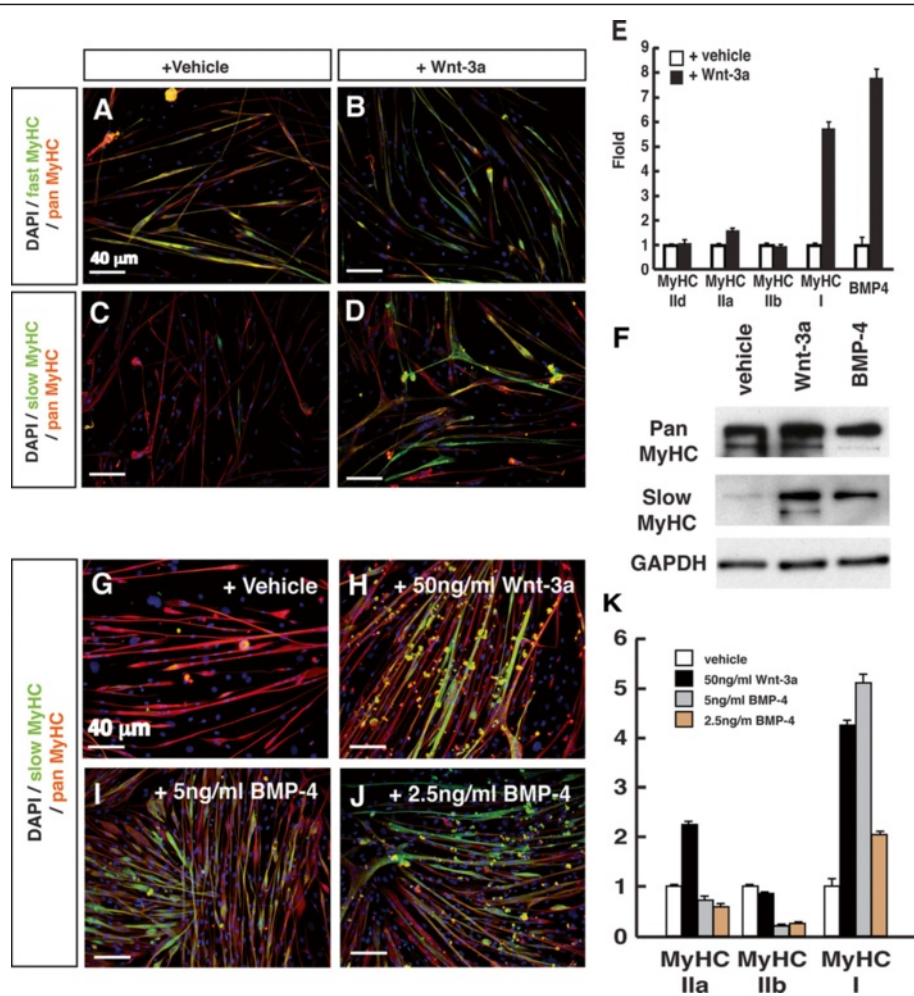 +Vehicle
+ Wnt-3a
DAPI / fast MyHC
/ pan MyHC
A
40 μm
B
DAPI / slow MyHC
/ pan MyHC
C
D
E
+ vehicle
+ Wnt-3a
Flold
9
8
7
6
5
4
3
2
1
0
MyHC MyHC MyHC MyHC BMP4
IId IIa IIb I
F
vehicle
Wnt-3a
BMP-4
Pan
MyHC
Slow
MyHC
GAPDH
DAPI / slow MyHC
/ pan MyHC
G + Vehicle
40 μm
H + 50ng/ml Wnt-3a
I + 5ng/ml BMP-4
J + 2.5ng/ml BMP-4
K
6
5
4
3
2
1
0
vehicle
50ng/ml Wnt-3a
5ng/ml BMP-4
2.5ng/m BMP-4
MyHC MyHC MyHC
IIa IIb I